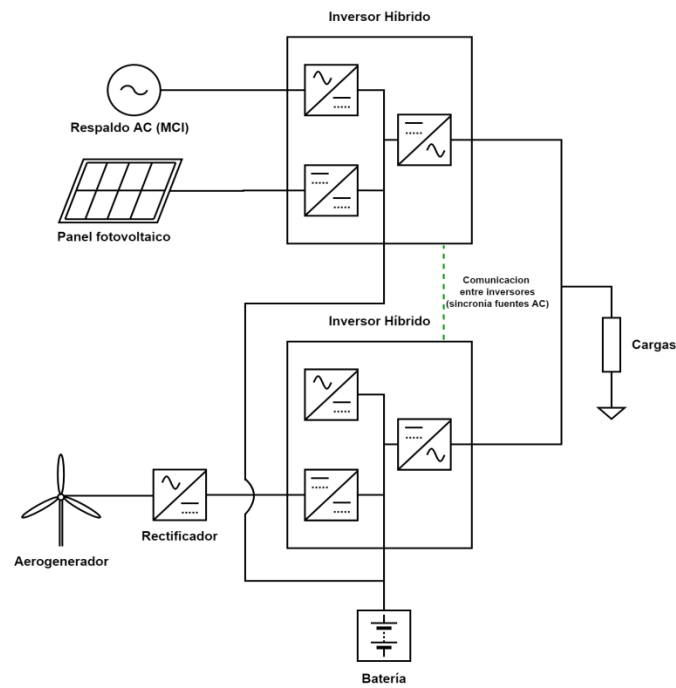 Inversor Híbrido
Respaldo AC (MCI)
Panel fotovoltaico
Comunicacion
entre inversores
(sincronía fuentes AC)
Inversor Híbrido
Cargas
Rectificador
Aerogenerador
Batería